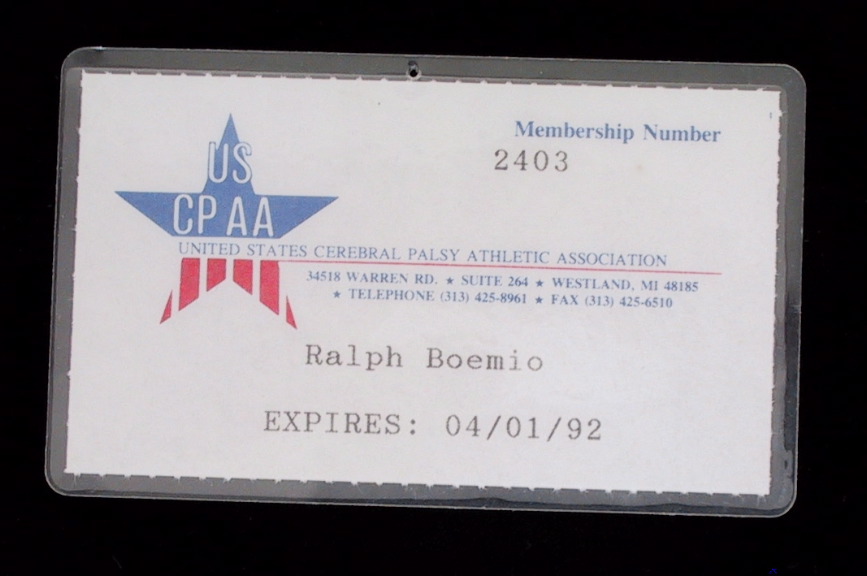 US
CP AA
Membership Number
2403
UNITED STATES CEREBRAL PALSY ATHLETIC ASSOCIATION
34518 WARREN RD. ★ SUITE 264 ★ WESTLAND, MI 48185
★ TELEPHONE (313) 425-8961 ★ FAX (313) 425-6510
Ralph Boemio
EXPIRES: 04/01/92